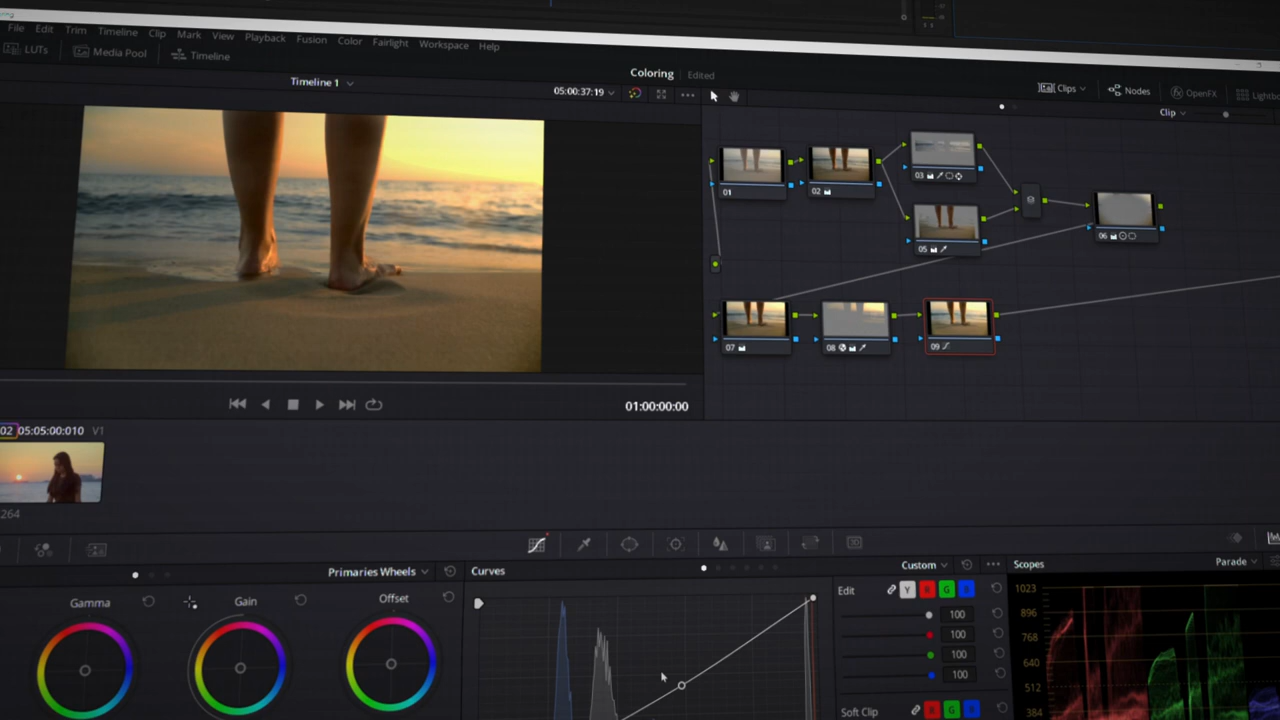 File Edit Trim Timeline Clip Mark View Playback Fusion Color Fairlight Workspace Help
LUTs Media Pool Timeline
Coloring Edited
Clips Nodes OpenFX
Timeline 1 05:00:37:19
Clip
01 02 03
05 06
07 08 09
01:00:00:00
02 05:05:00:010 V1
264
Primaries Wheels Curves Custom Scopes Parade
Gamma Gain Offset
Edit Y R G B
100
100
100
100
Soft Clip R G B
1023
896
768
640
512
384
3D